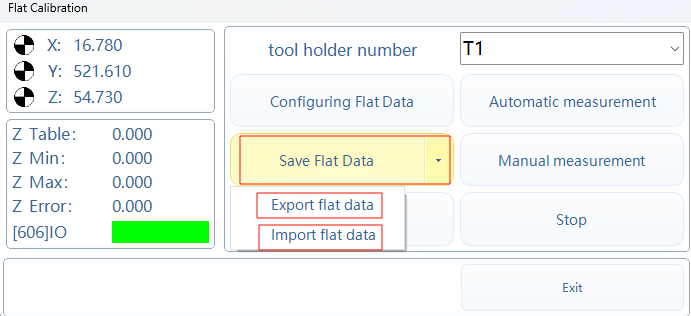 Flat Calibration
X: 16.780
Y: 521.610
Z: 54.730
Z Table: 0.000
Z Min: 0.000
Z Max: 0.000
Z Error: 0.000
[606]IO
tool holder number T1
Configuring Flat Data
Automatic measurement
Save Flat Data
Manual measurement
Export flat data
Import flat data
Stop
Exit